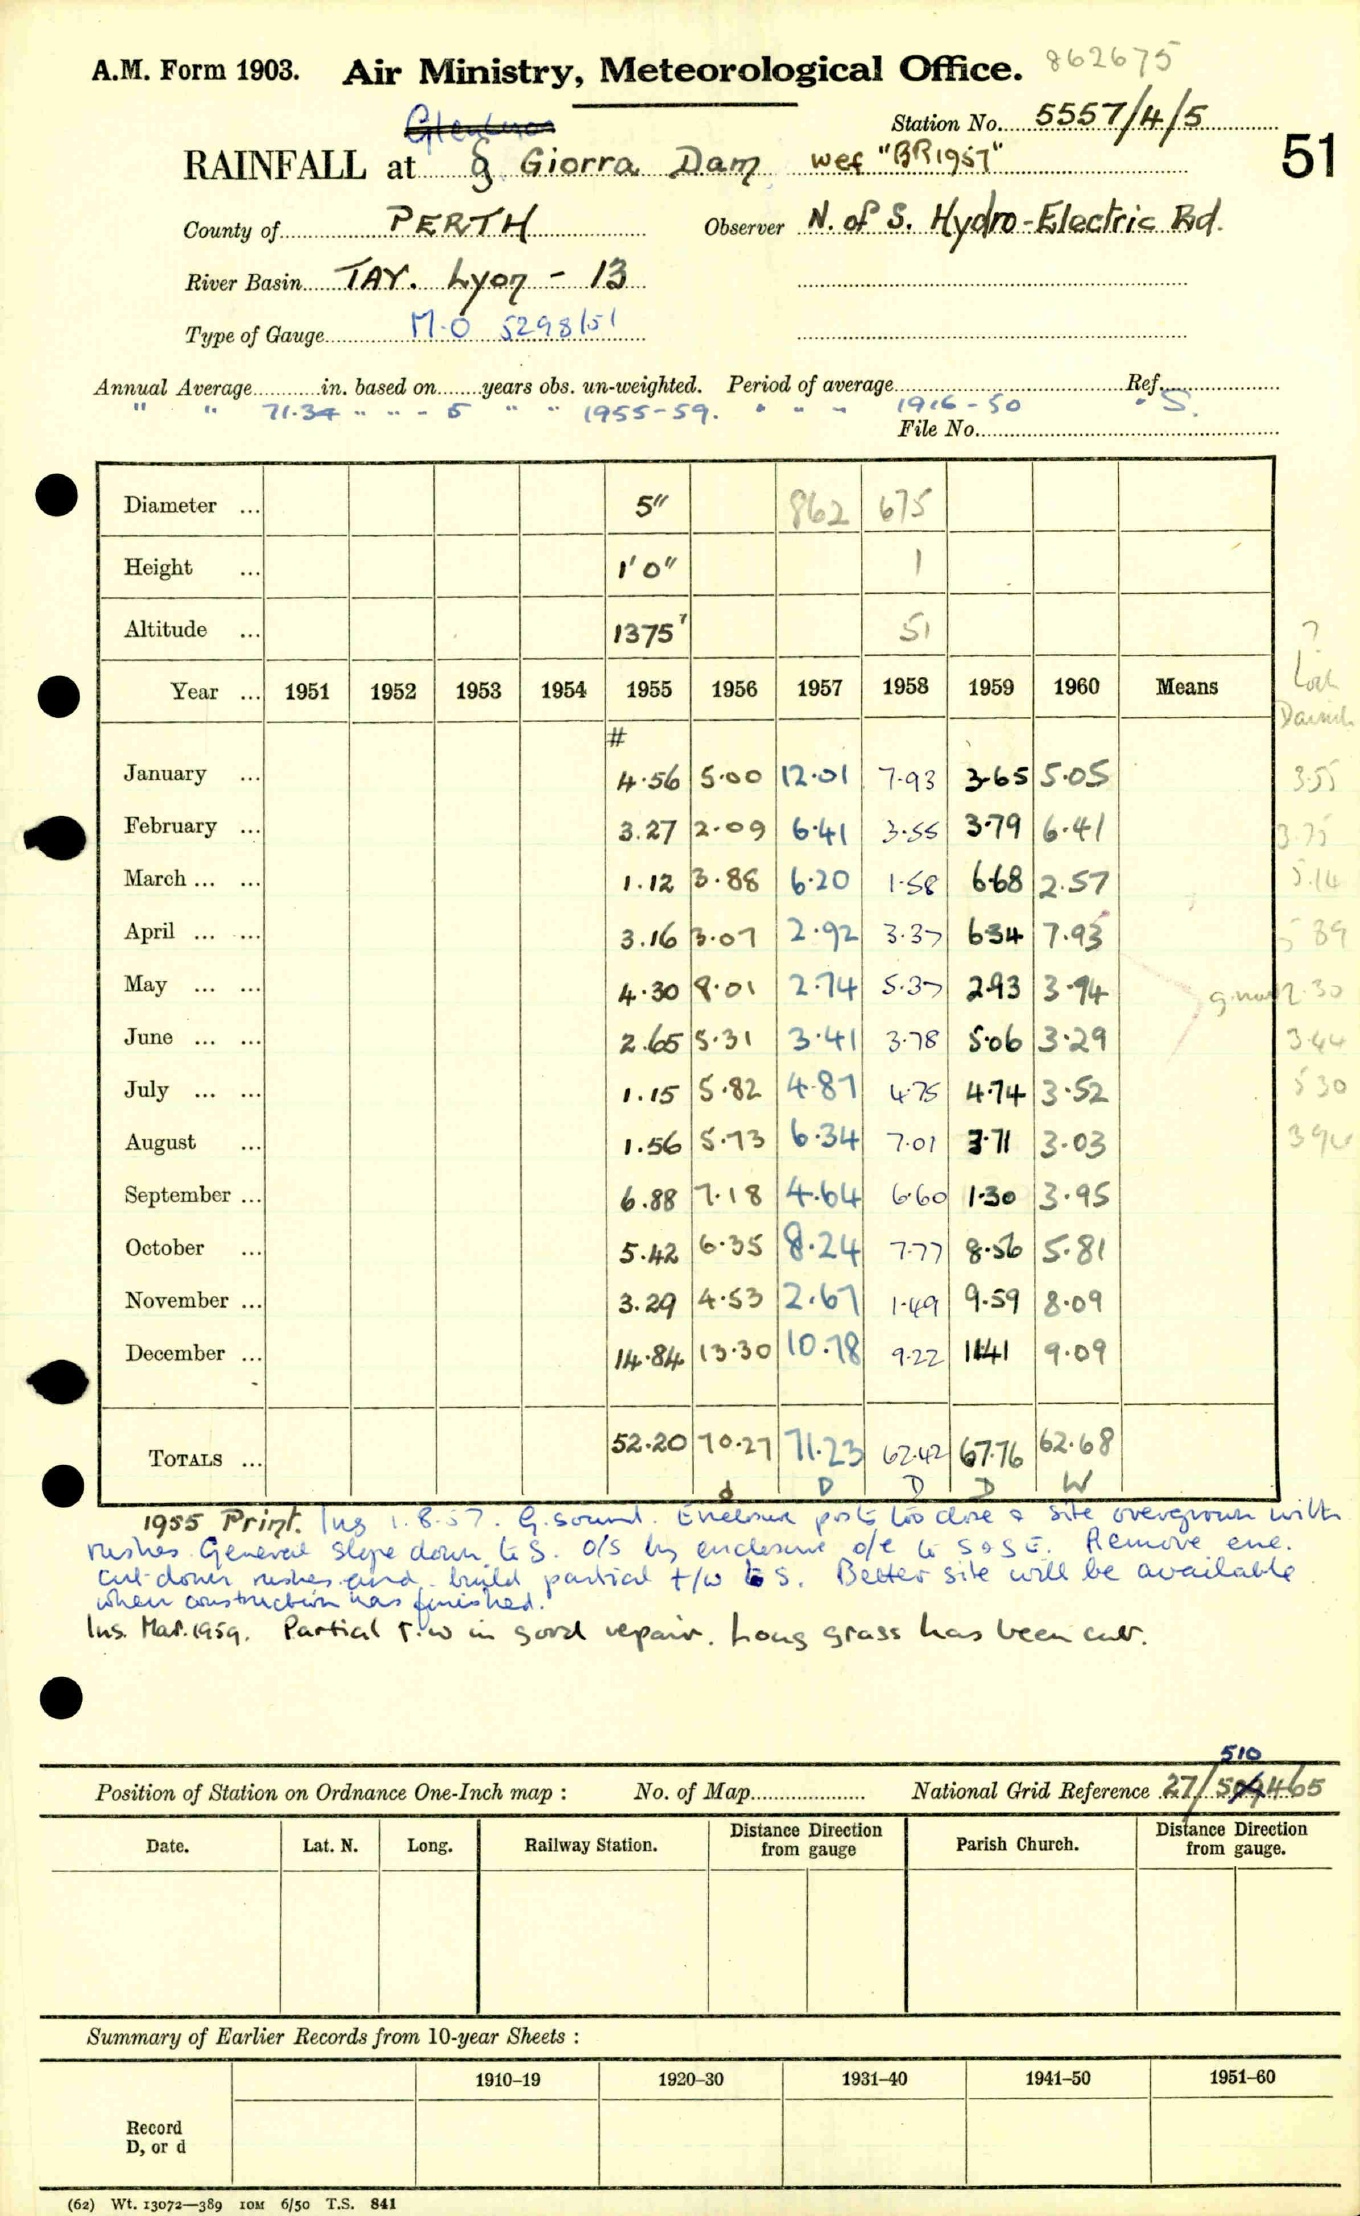 A.M. Form 1903. Air Ministry, Meteorological Office. 862675
Station No. 5557/4/5
RAINFALL at § Giorra Dam wef "BR1957" 51
County of PERTH Observer N. of S. Hydro-Electric Bd.
River Basin TAY. Lyon - 13
Type of Gauge M.O 5298/51
Annual Average in. based on years obs. un-weighted. Period of average Ref.
" " 71.34 " " - 5 " " 1955-59. " " " 1916-50 " S.
File No.
Diameter ... 5" 862 675
Height ... 1'0" 1
Altitude ... 1375' 51
?
Year ... 1951 1952 1953 1954 1955 1956 1957 1958 1959 1960 Means Loch
#
January ... 4.56 5.00 12.01 7.93 3.65 5.05 3.55
February ... 3.27 2.09 6.41 3.55 3.79 6.41 3.75
March ... ... 1.12 3.88 6.20 1.58 6.68 2.57 5.14
April ... ... 3.16 3.07 2.92 3.37 6.34 7.93 5 89
May ... ... 4.30 8.01 2.74 5.37 2.93 3.94 2.30
June ... ... 2.65 5.31 3.41 3.78 5.06 3.29 3.44
July ... ... 1.15 5.82 4.87 4.75 4.74 3.52 5 30
August ... 1.56 5.73 6.34 7.01 3.71 3.03
September ... 6.88 7.18 4.64 6.60 1.30 3.95
October ... 5.42 6.35 8.24 7.77 8.56 5.81
November ... 3.29 4.53 2.67 1.49 9.59 8.09
December ... 14.84 13.30 10.78 9.22 11.41 9.09
TOTALS ... 52.20 70.27 71.23 62.42 67.76 62.68
d D D D W
1955 Print. Ins 1.8.57. G. sound. Enclosure posts too close & site overgrown with
rushes. General slope down to S. O/S by enclosure o/e to S & SE. Remove enc.
cut down rushes and build partial t/w to S. Better site will be available
when construction has finished.
Ins. Mar. 1959. Partial T.W in good repair. Long grass has been cut.
510
Position of Station on Ordnance One-Inch map : No. of Map National Grid Reference 27/509465
Date. Lat. N. Long. Railway Station. Distance Direction from gauge Parish Church. Distance Direction from gauge.
Summary of Earlier Records from 10-year Sheets :
1910–19 1920–30 1931–40 1941–50 1951–60
Record
D, or d
(62) Wt. 13072—389 10M 6/50 T.S. 841